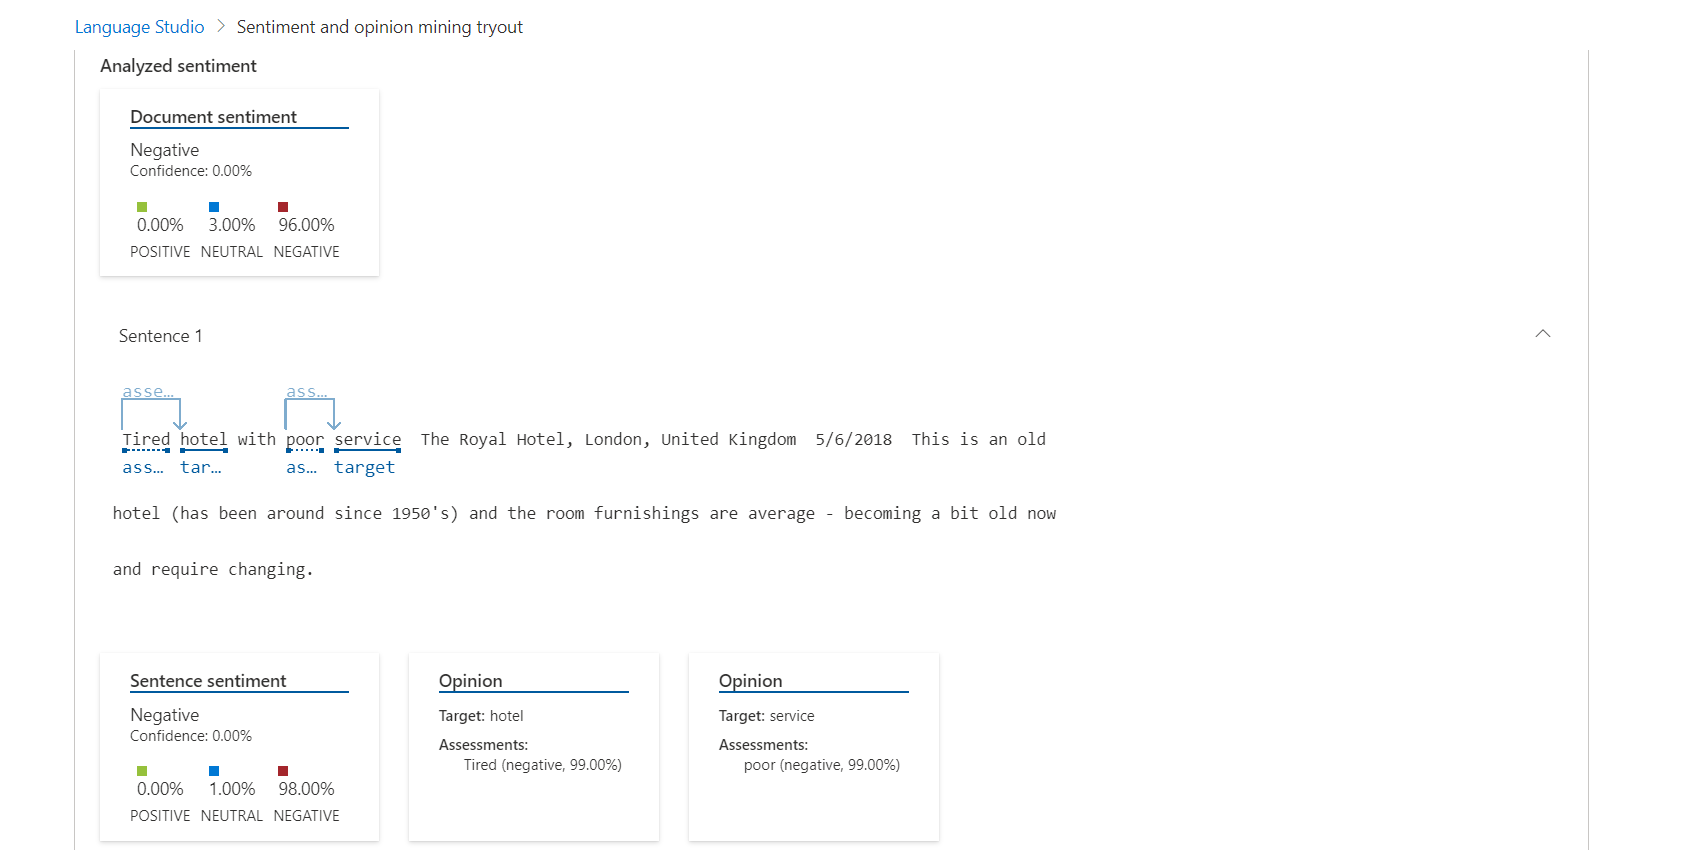 Language Studio > Sentiment and opinion mining tryout
Analyzed sentiment
Document sentiment
Negative
Confidence: 0.00%
0.00% 3.00% 96.00%
POSITIVE NEUTRAL NEGATIVE
Sentence 1
asse... ass...
Tired hotel with poor service The Royal Hotel, London, United Kingdom 5/6/2018 This is an old
ass... tar... as... target
hotel (has been around since 1950's) and the room furnishings are average - becoming a bit old now
and require changing.
Sentence sentiment
Negative
Confidence: 0.00%
0.00% 1.00% 98.00%
POSITIVE NEUTRAL NEGATIVE
Opinion
Target: hotel
Assessments:
Tired (negative, 99.00%)
Opinion
Target: service
Assessments:
poor (negative, 99.00%)